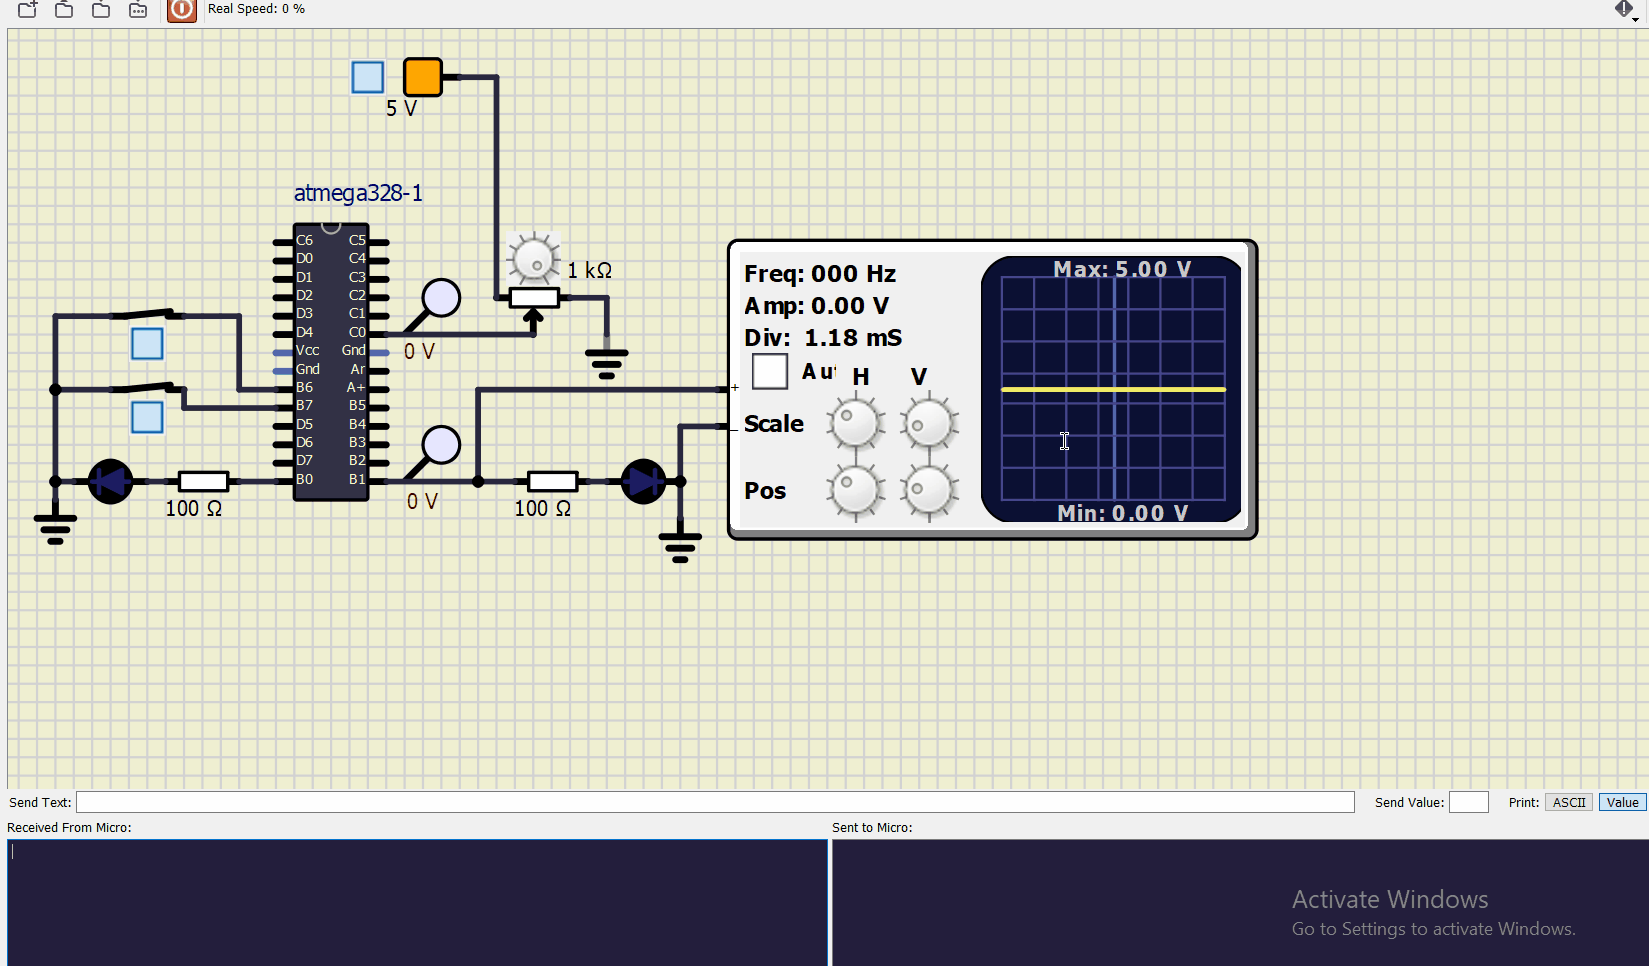 Real Speed: 0 %
5 V
atmega328-1
C6 C5
D0 C4
D1 C3
D2 C2
D3 C1
D4 C0
Vcc Gnd
Gnd Ar
B6 A+
B7 B5
D5 B4
D6 B3
D7 B2
B0 B1
1 kΩ
0 V
0 V
100 Ω
100 Ω
Freq: 000 Hz
Amp: 0.00 V
Div: 1.18 mS
Au H V
+
_ Scale
Pos
Max: 5.00 V
Min: 0.00 V
Send Text:
Send Value:
Print: ASCII Value
Received From Micro:
Sent to Micro:
Activate Windows
Go to Settings to activate Windows.